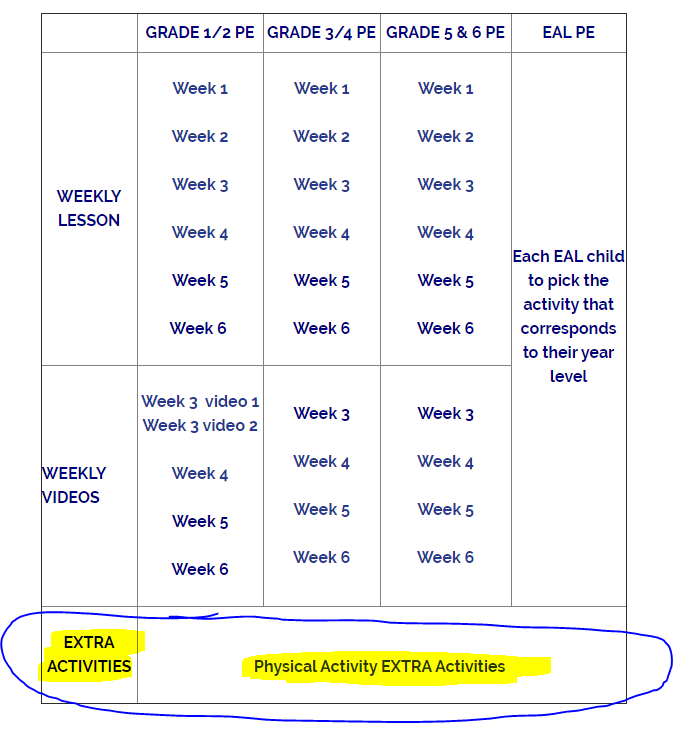 GRADE 1/2 PE GRADE 3/4 PE GRADE 5 & 6 PE EAL PE
WEEKLY
LESSON
Week 1 Week 1 Week 1
Week 2 Week 2 Week 2
Week 3 Week 3 Week 3
Week 4 Week 4 Week 4
Week 5 Week 5 Week 5
Week 6 Week 6 Week 6
Each EAL child
to pick the
activity that
corresponds
to their year
level
WEEKLY
VIDEOS
Week 3 video 1
Week 3 video 2
Week 4
Week 5
Week 6
Week 3
Week 4
Week 5
Week 6
Week 3
Week 4
Week 5
Week 6
EXTRA
ACTIVITIES
Physical Activity EXTRA Activities